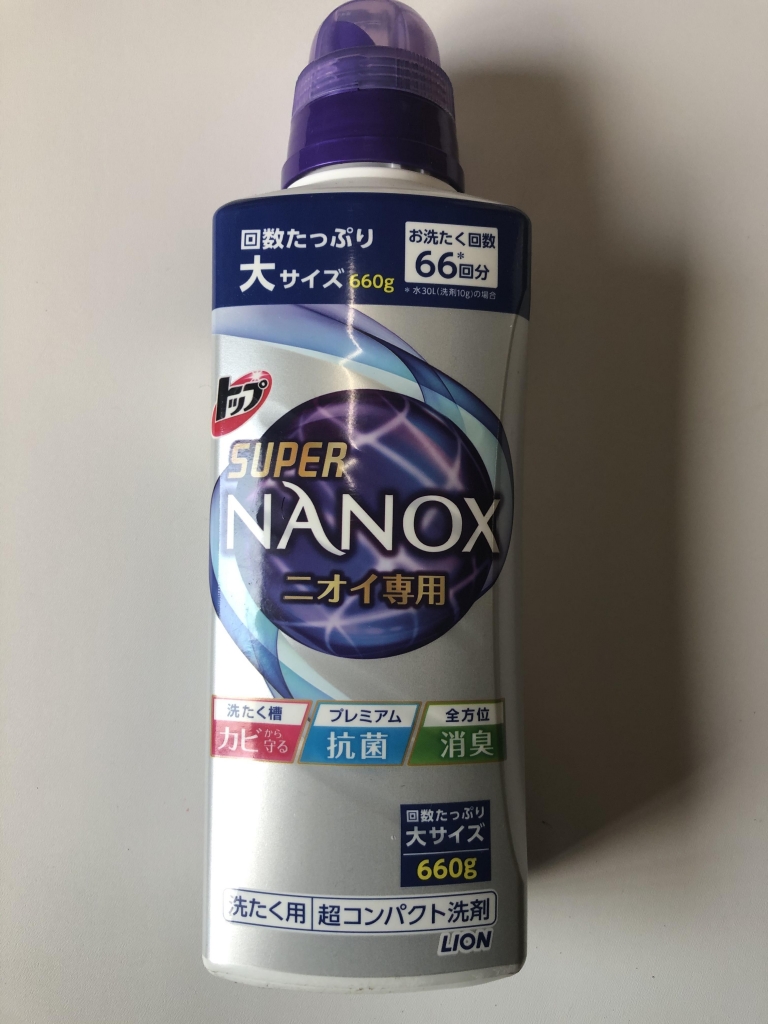 回数たっぷり
大サイズ 660g
お洗たく回数
66*回分
*水30L(洗剤10g)の場合
トップ
SUPER
NANOX
ニオイ専用
洗たく槽
カビから守る
プレミアム
抗菌
全方位
消臭
回数たっぷり
大サイズ
660g
洗たく用 超コンパクト洗剤
LION